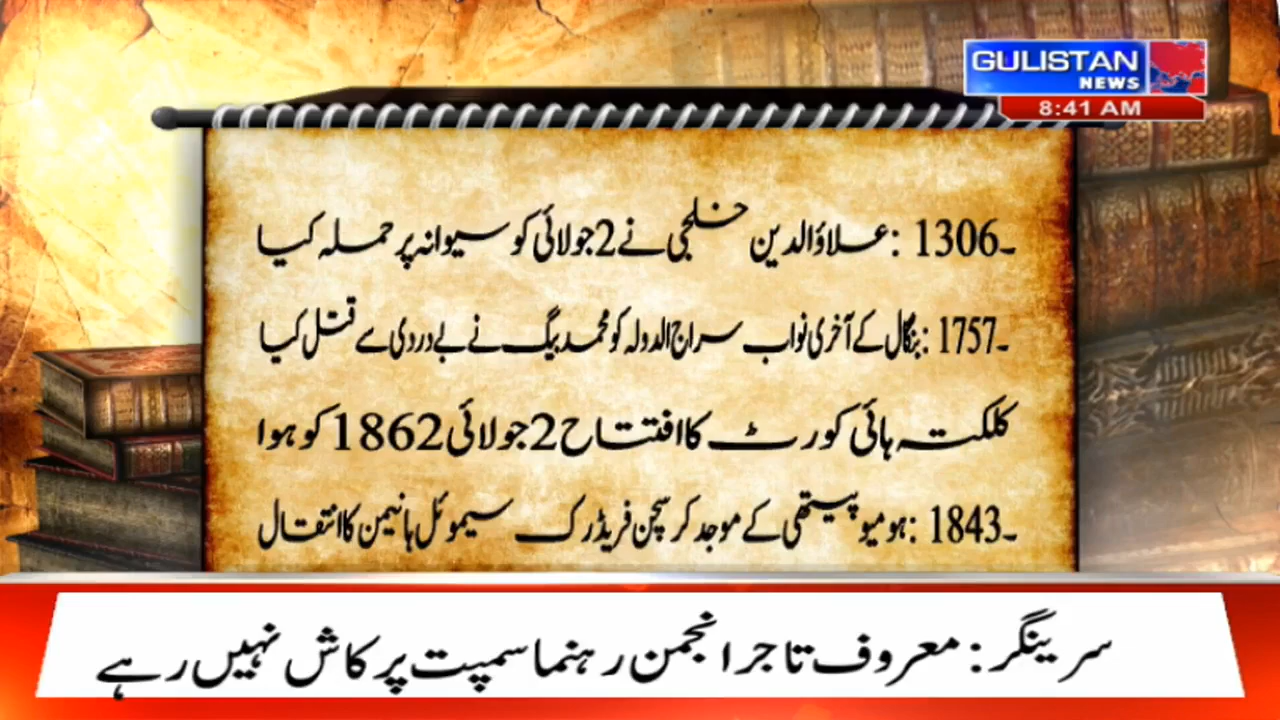 GULISTAN
NEWS
8:41 AM
۔1306 : علاؤالدین خلجی نے 2 جولائی کو سیوانہ پر حملہ کیا
۔1757 : بنگال کے آخری نواب سراج الدولہ کو محمد بیگ نے بے دردی سے قتل کیا
کلکتہ ہائی کورٹ کا افتتاح 2 جولائی 1862 کو ہوا
۔1843 : ہومیوپیتھی کے موجد کرسچن فریڈرک سیموئل ہانیمن کا انتقال
سرینگر : معروف تاجر انجمن رہنما سمپت پرکاش نہیں رہے